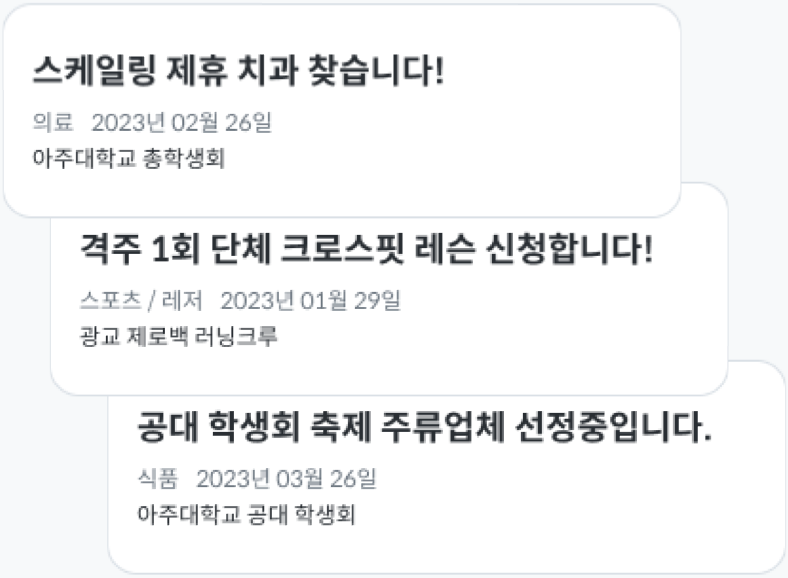 스케일링 제휴 치과 찾습니다!
의료 2023년 02월 26일
아주대학교 총학생회
격주 1회 단체 크로스핏 레슨 신청합니다!
스포츠 / 레저 2023년 01월 29일
광교 제로백 러닝크루
공대 학생회 축제 주류업체 선정중입니다.
식품 2023년 03월 26일
아주대학교 공대 학생회